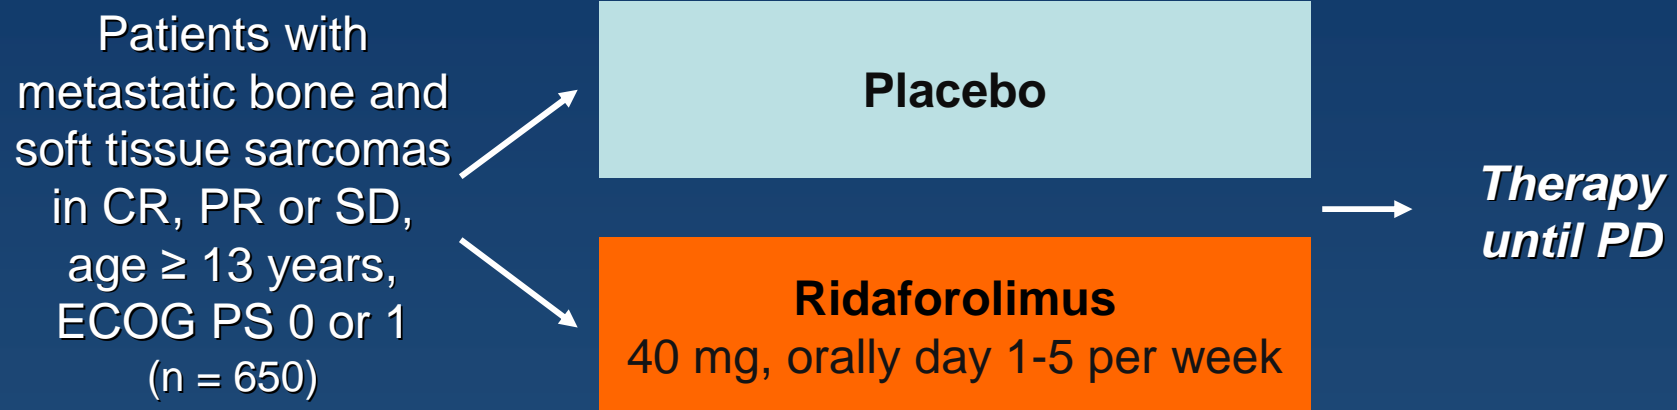 Patients with
metastatic bone and
soft tissue sarcomas
in CR, PR or SD,
age ≥ 13 years,
ECOG PS 0 or 1
(n = 650)
Placebo
Ridaforolimus
40 mg, orally day 1-5 per week
Therapy
until PD